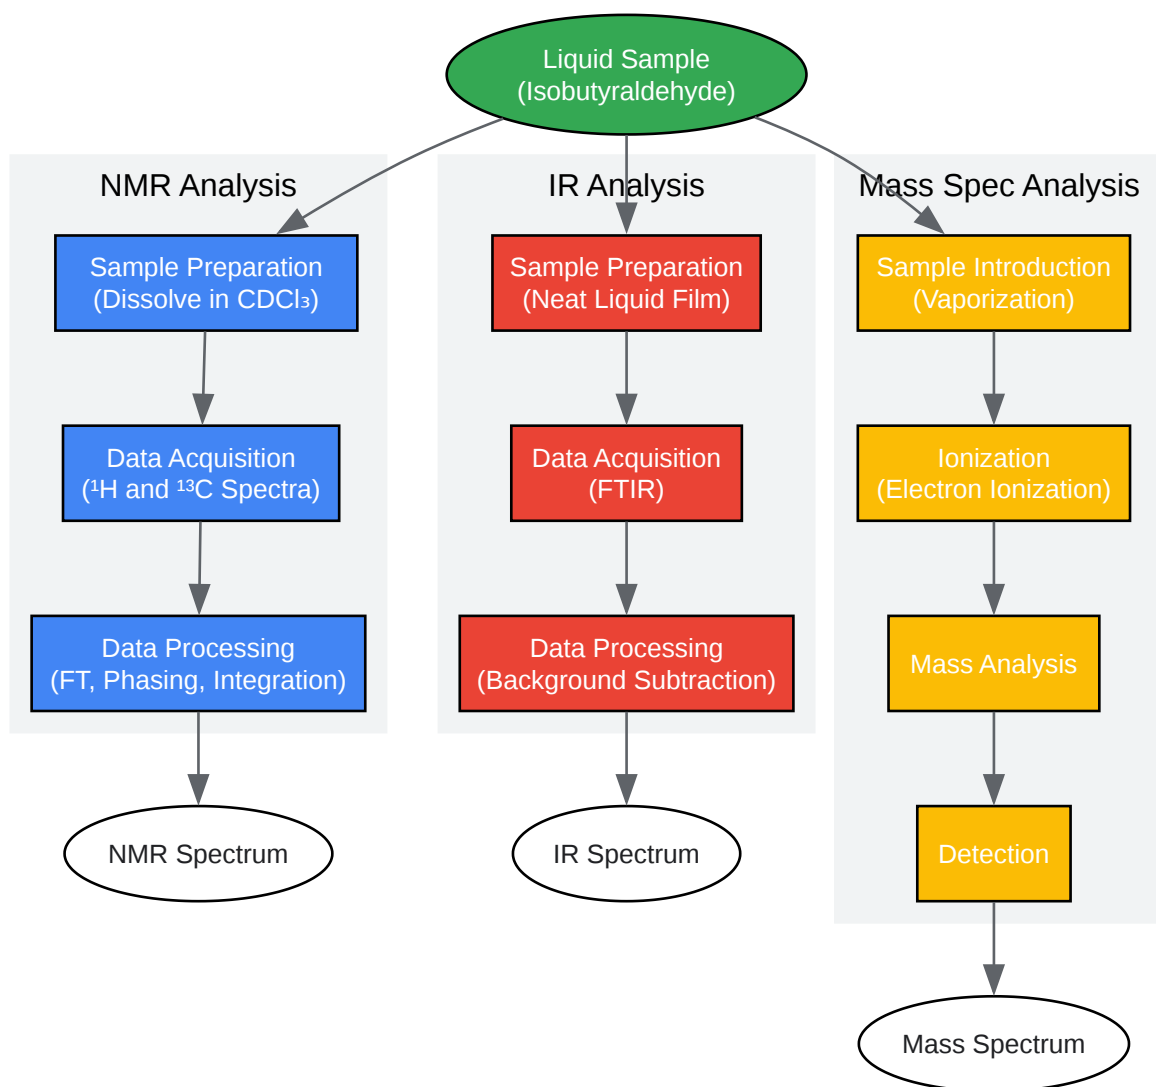 Liquid Sample
(Isobutyraldehyde)
NMR Analysis
Sample Preparation
(Dissolve in CDCl₃)
Data Acquisition
(¹H and ¹³C Spectra)
Data Processing
(FT, Phasing, Integration)
NMR Spectrum
IR Analysis
Sample Preparation
(Neat Liquid Film)
Data Acquisition
(FTIR)
Data Processing
(Background Subtraction)
IR Spectrum
Mass Spec Analysis
Sample Introduction
(Vaporization)
Ionization
(Electron Ionization)
Mass Analysis
Detection
Mass Spectrum